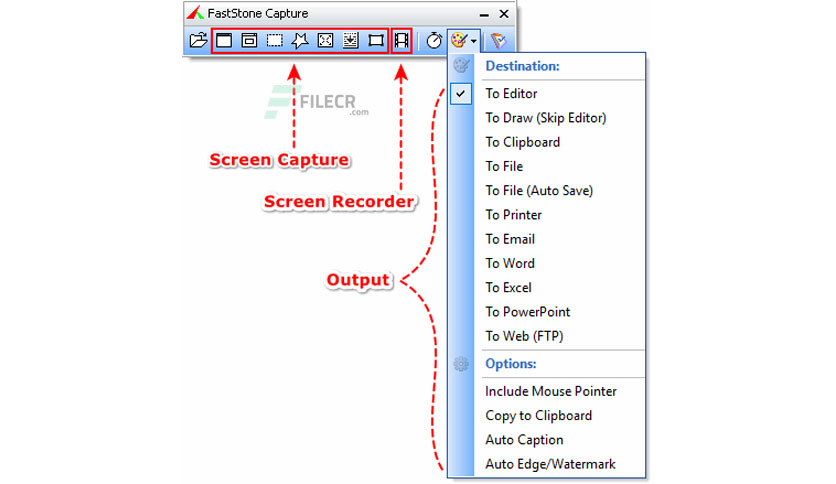 FastStone Capture
FILECR
.com
Screen Capture
Screen Recorder
Output
Destination:
To Editor
To Draw (Skip Editor)
To Clipboard
To File
To File (Auto Save)
To Printer
To Email
To Word
To Excel
To PowerPoint
To Web (FTP)
Options:
Include Mouse Pointer
Copy to Clipboard
Auto Caption
Auto Edge/Watermark